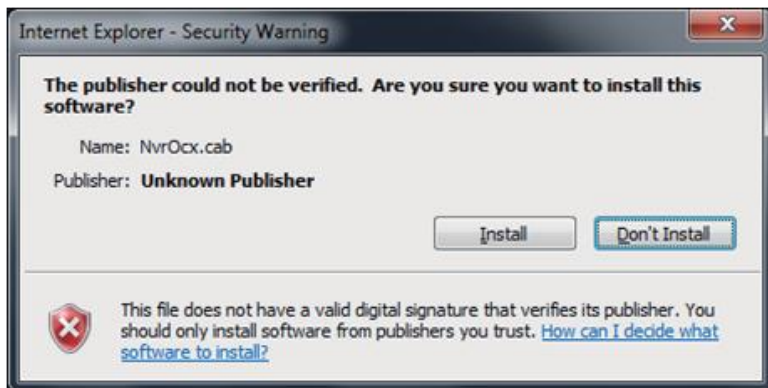 Internet Explorer - Security Warning
The publisher could not be verified. Are you sure you want to install this
software?
Name: NvrOcx.cab
Publisher: Unknown Publisher
Install
Don't Install
This file does not have a valid digital signature that verifies its publisher. You
should only install software from publishers you trust. How can I decide what
software to install?